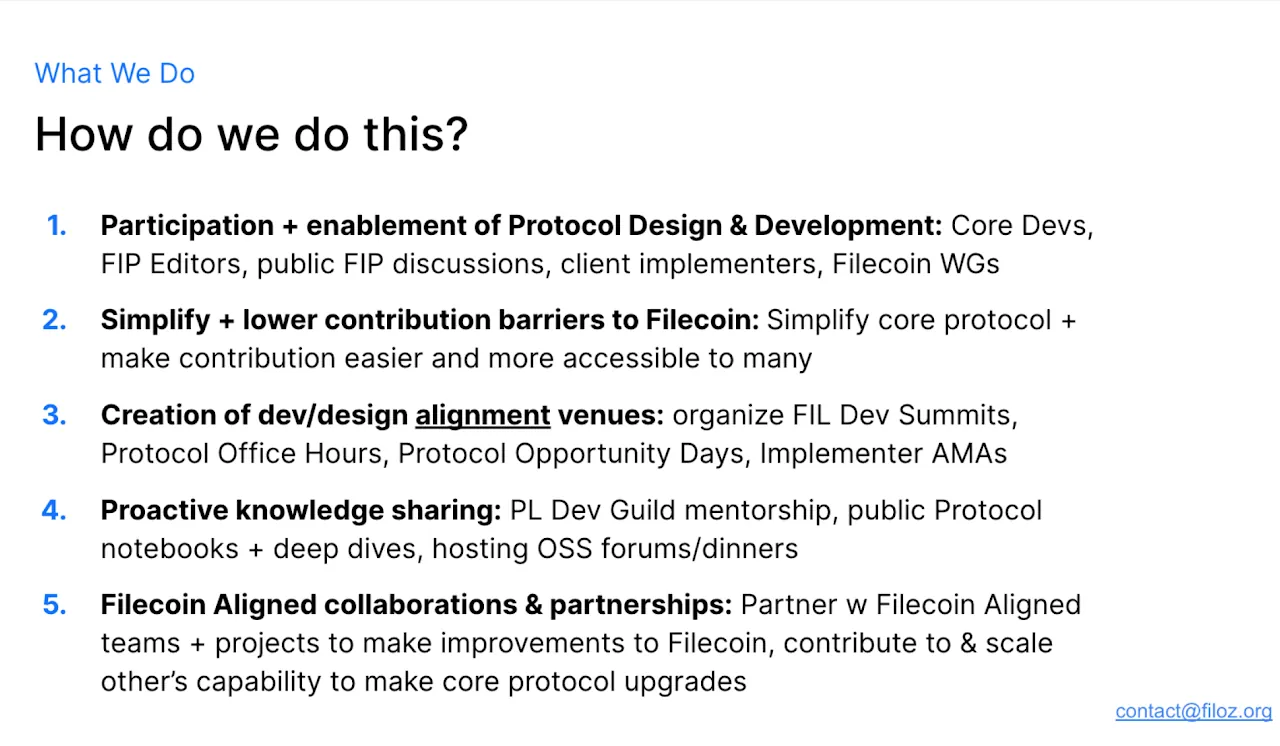 What We Do
How do we do this?
1. Participation + enablement of Protocol Design & Development: Core Devs,
FIP Editors, public FIP discussions, client implementers, Filecoin WGs
2. Simplify + lower contribution barriers to Filecoin: Simplify core protocol +
make contribution easier and more accessible to many
3. Creation of dev/design alignment venues: organize FIL Dev Summits,
Protocol Office Hours, Protocol Opportunity Days, Implementer AMAs
4. Proactive knowledge sharing: PL Dev Guild mentorship, public Protocol
notebooks + deep dives, hosting OSS forums/dinners
5. Filecoin Aligned collaborations & partnerships: Partner w Filecoin Aligned
teams + projects to make improvements to Filecoin, contribute to & scale
other’s capability to make core protocol upgrades
contact@filoz.org